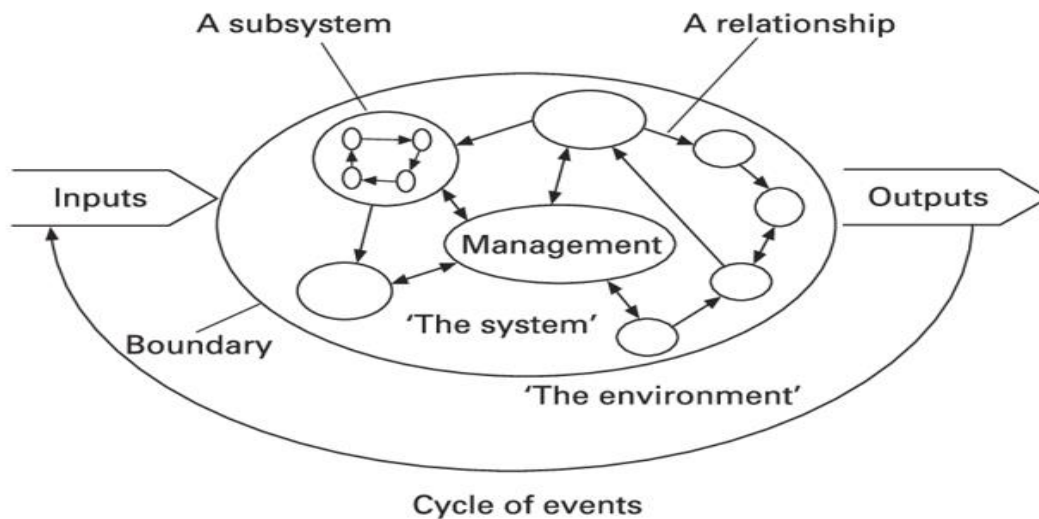 A subsystem
A relationship
Inputs
Outputs
Management
'The system'
Boundary
'The environment'
Cycle of events